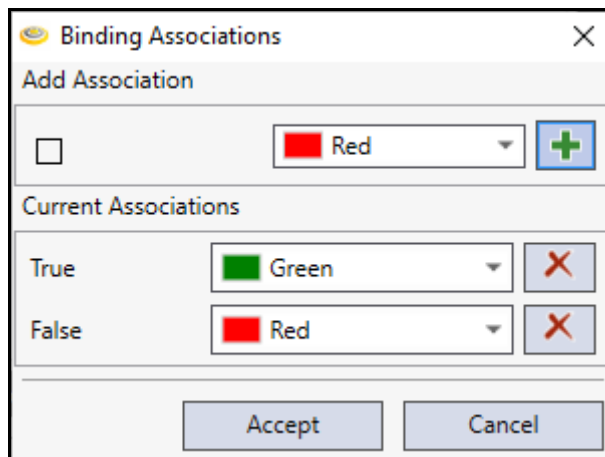 Binding Associations
Add Association
Red
Current Associations
True Green
False Red
Accept Cancel